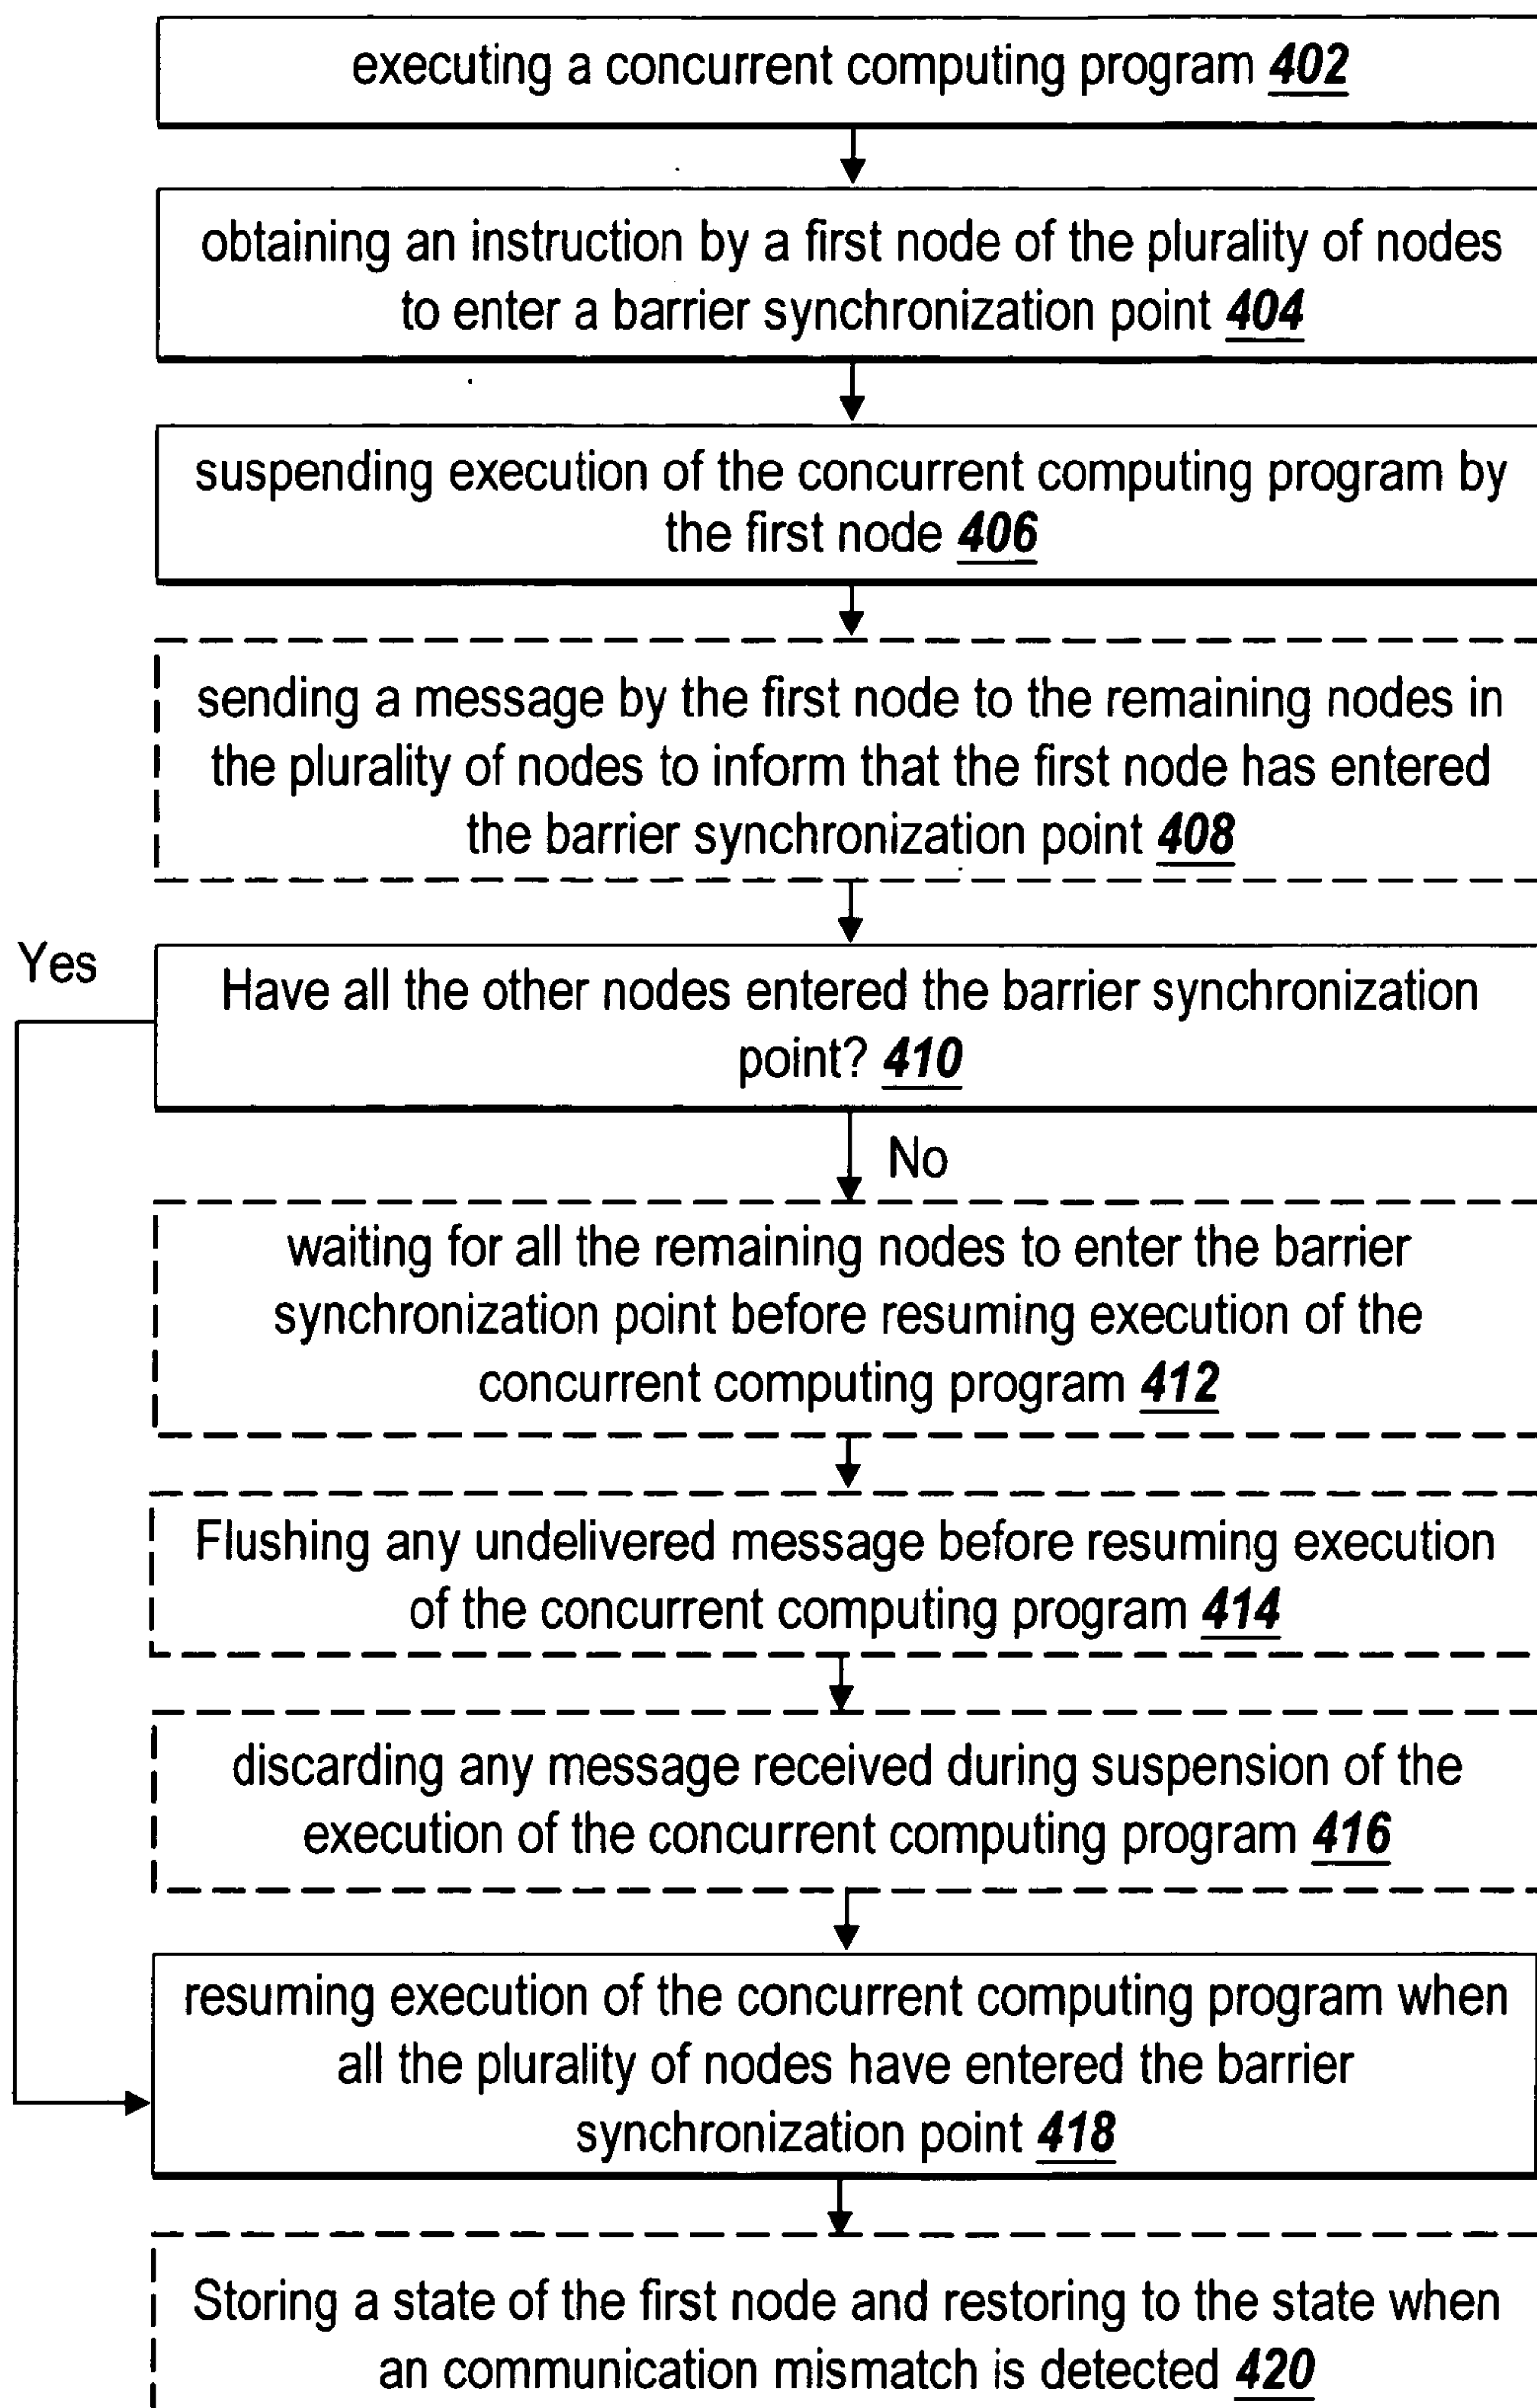 executing a concurrent computing program 402
obtaining an instruction by a first node of the plurality of nodes
to enter a barrier synchronization point 404
suspending execution of the concurrent computing program by
the first node 406
sending a message by the first node to the remaining nodes in
the plurality of nodes to inform that the first node has entered
the barrier synchronization point 408
Yes
Have all the other nodes entered the barrier synchronization
point? 410
No
waiting for all the remaining nodes to enter the barrier
synchronization point before resuming execution of the
concurrent computing program 412
Flushing any undelivered message before resuming execution
of the concurrent computing program 414
discarding any message received during suspension of the
execution of the concurrent computing program 416
resuming execution of the concurrent computing program when
all the plurality of nodes have entered the barrier
synchronization point 418
Storing a state of the first node and restoring to the state when
an communication mismatch is detected 420